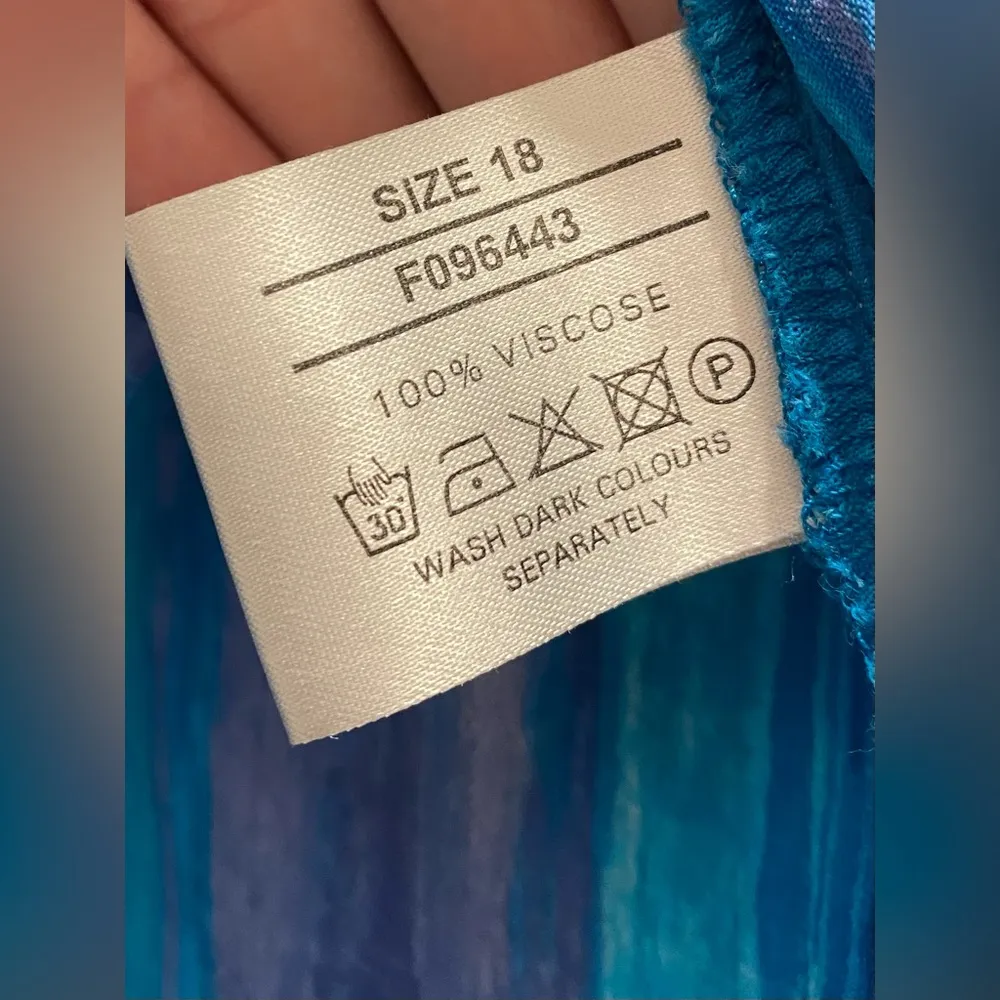 SIZE 18
F096443
100% VISCOSE
30° P
WASH DARK COLOURS
SEPARATELY